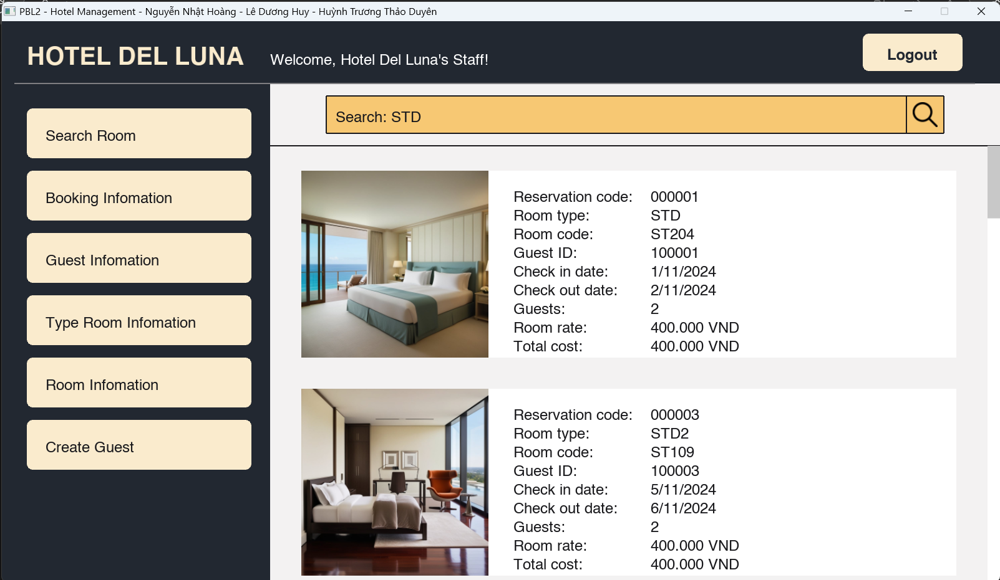 PBL2 - Hotel Management - Nguyễn Nhật Hoàng - Lê Dương Huy - Huỳnh Trương Thảo Duyên
HOTEL DEL LUNA
Welcome, Hotel Del Luna's Staff!
Logout
Search Room
Booking Infomation
Guest Infomation
Type Room Infomation
Room Infomation
Create Guest
Search: STD
Reservation code: 000001
Room type: STD
Room code: ST204
Guest ID: 100001
Check in date: 1/11/2024
Check out date: 2/11/2024
Guests: 2
Room rate: 400.000 VND
Total cost: 400.000 VND
Reservation code: 000003
Room type: STD2
Room code: ST109
Guest ID: 100003
Check in date: 5/11/2024
Check out date: 6/11/2024
Guests: 2
Room rate: 400.000 VND
Total cost: 400.000 VND